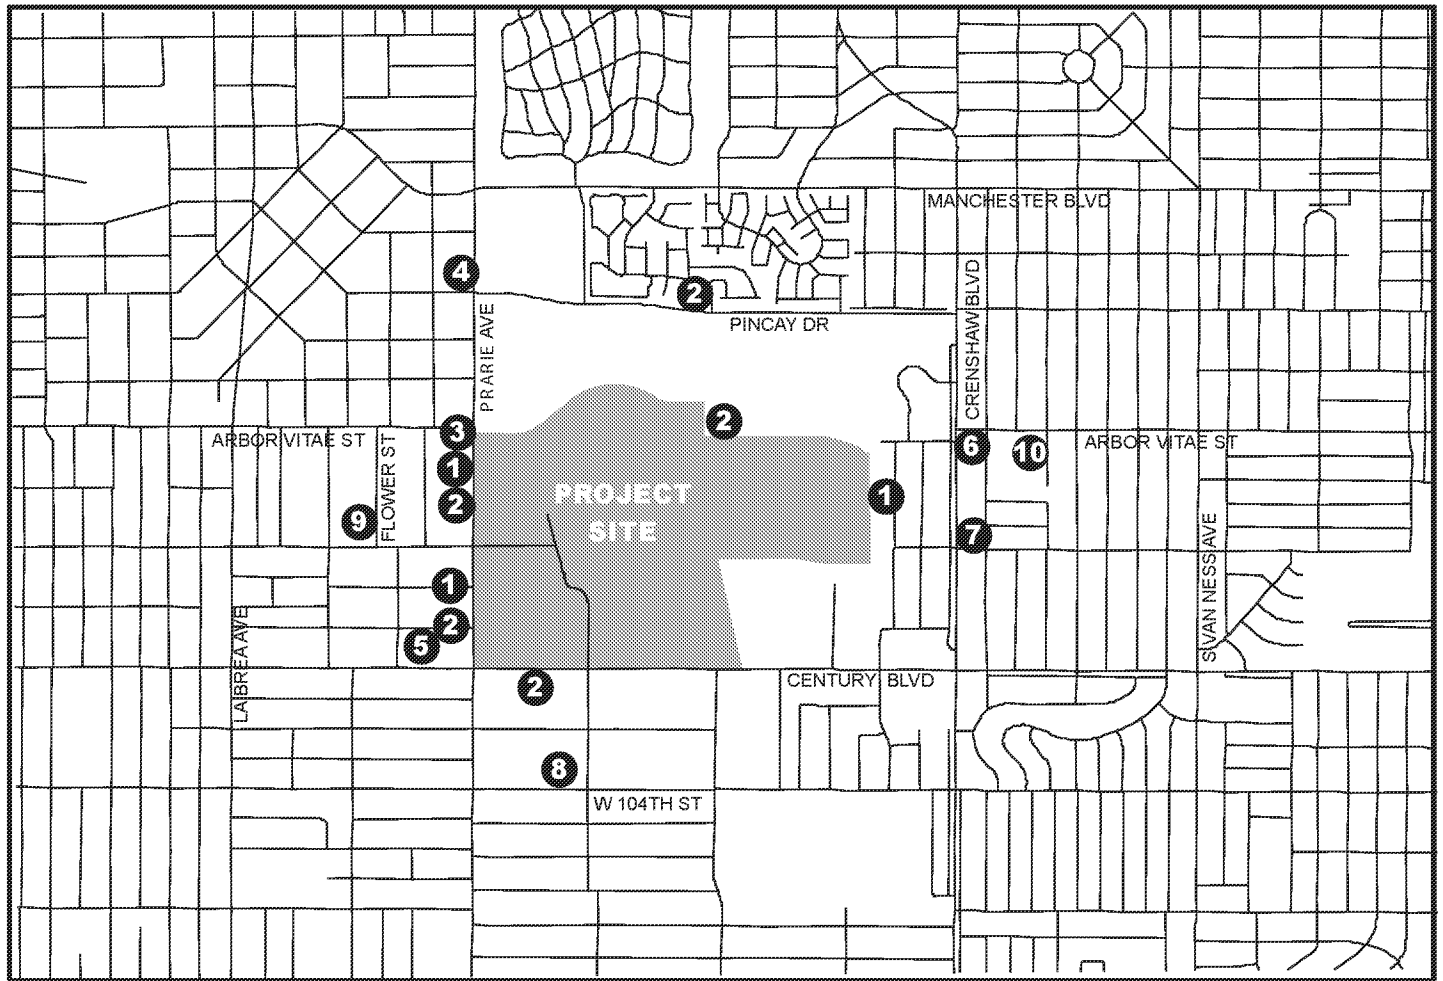 MANCHESTER BLVD
4
2
PINCAY DR
PRARIE AVE
CRENSHAW BLVD
2
3
ARBOR VITAE ST
6
10
ARBOR VITAE ST
1
FLOWER ST
PROJECT
SITE
1
2
9
7
S VAN NESS AVE
1
2
5
LA BREA AVE
CENTURY BLVD
2
8
W 104TH ST